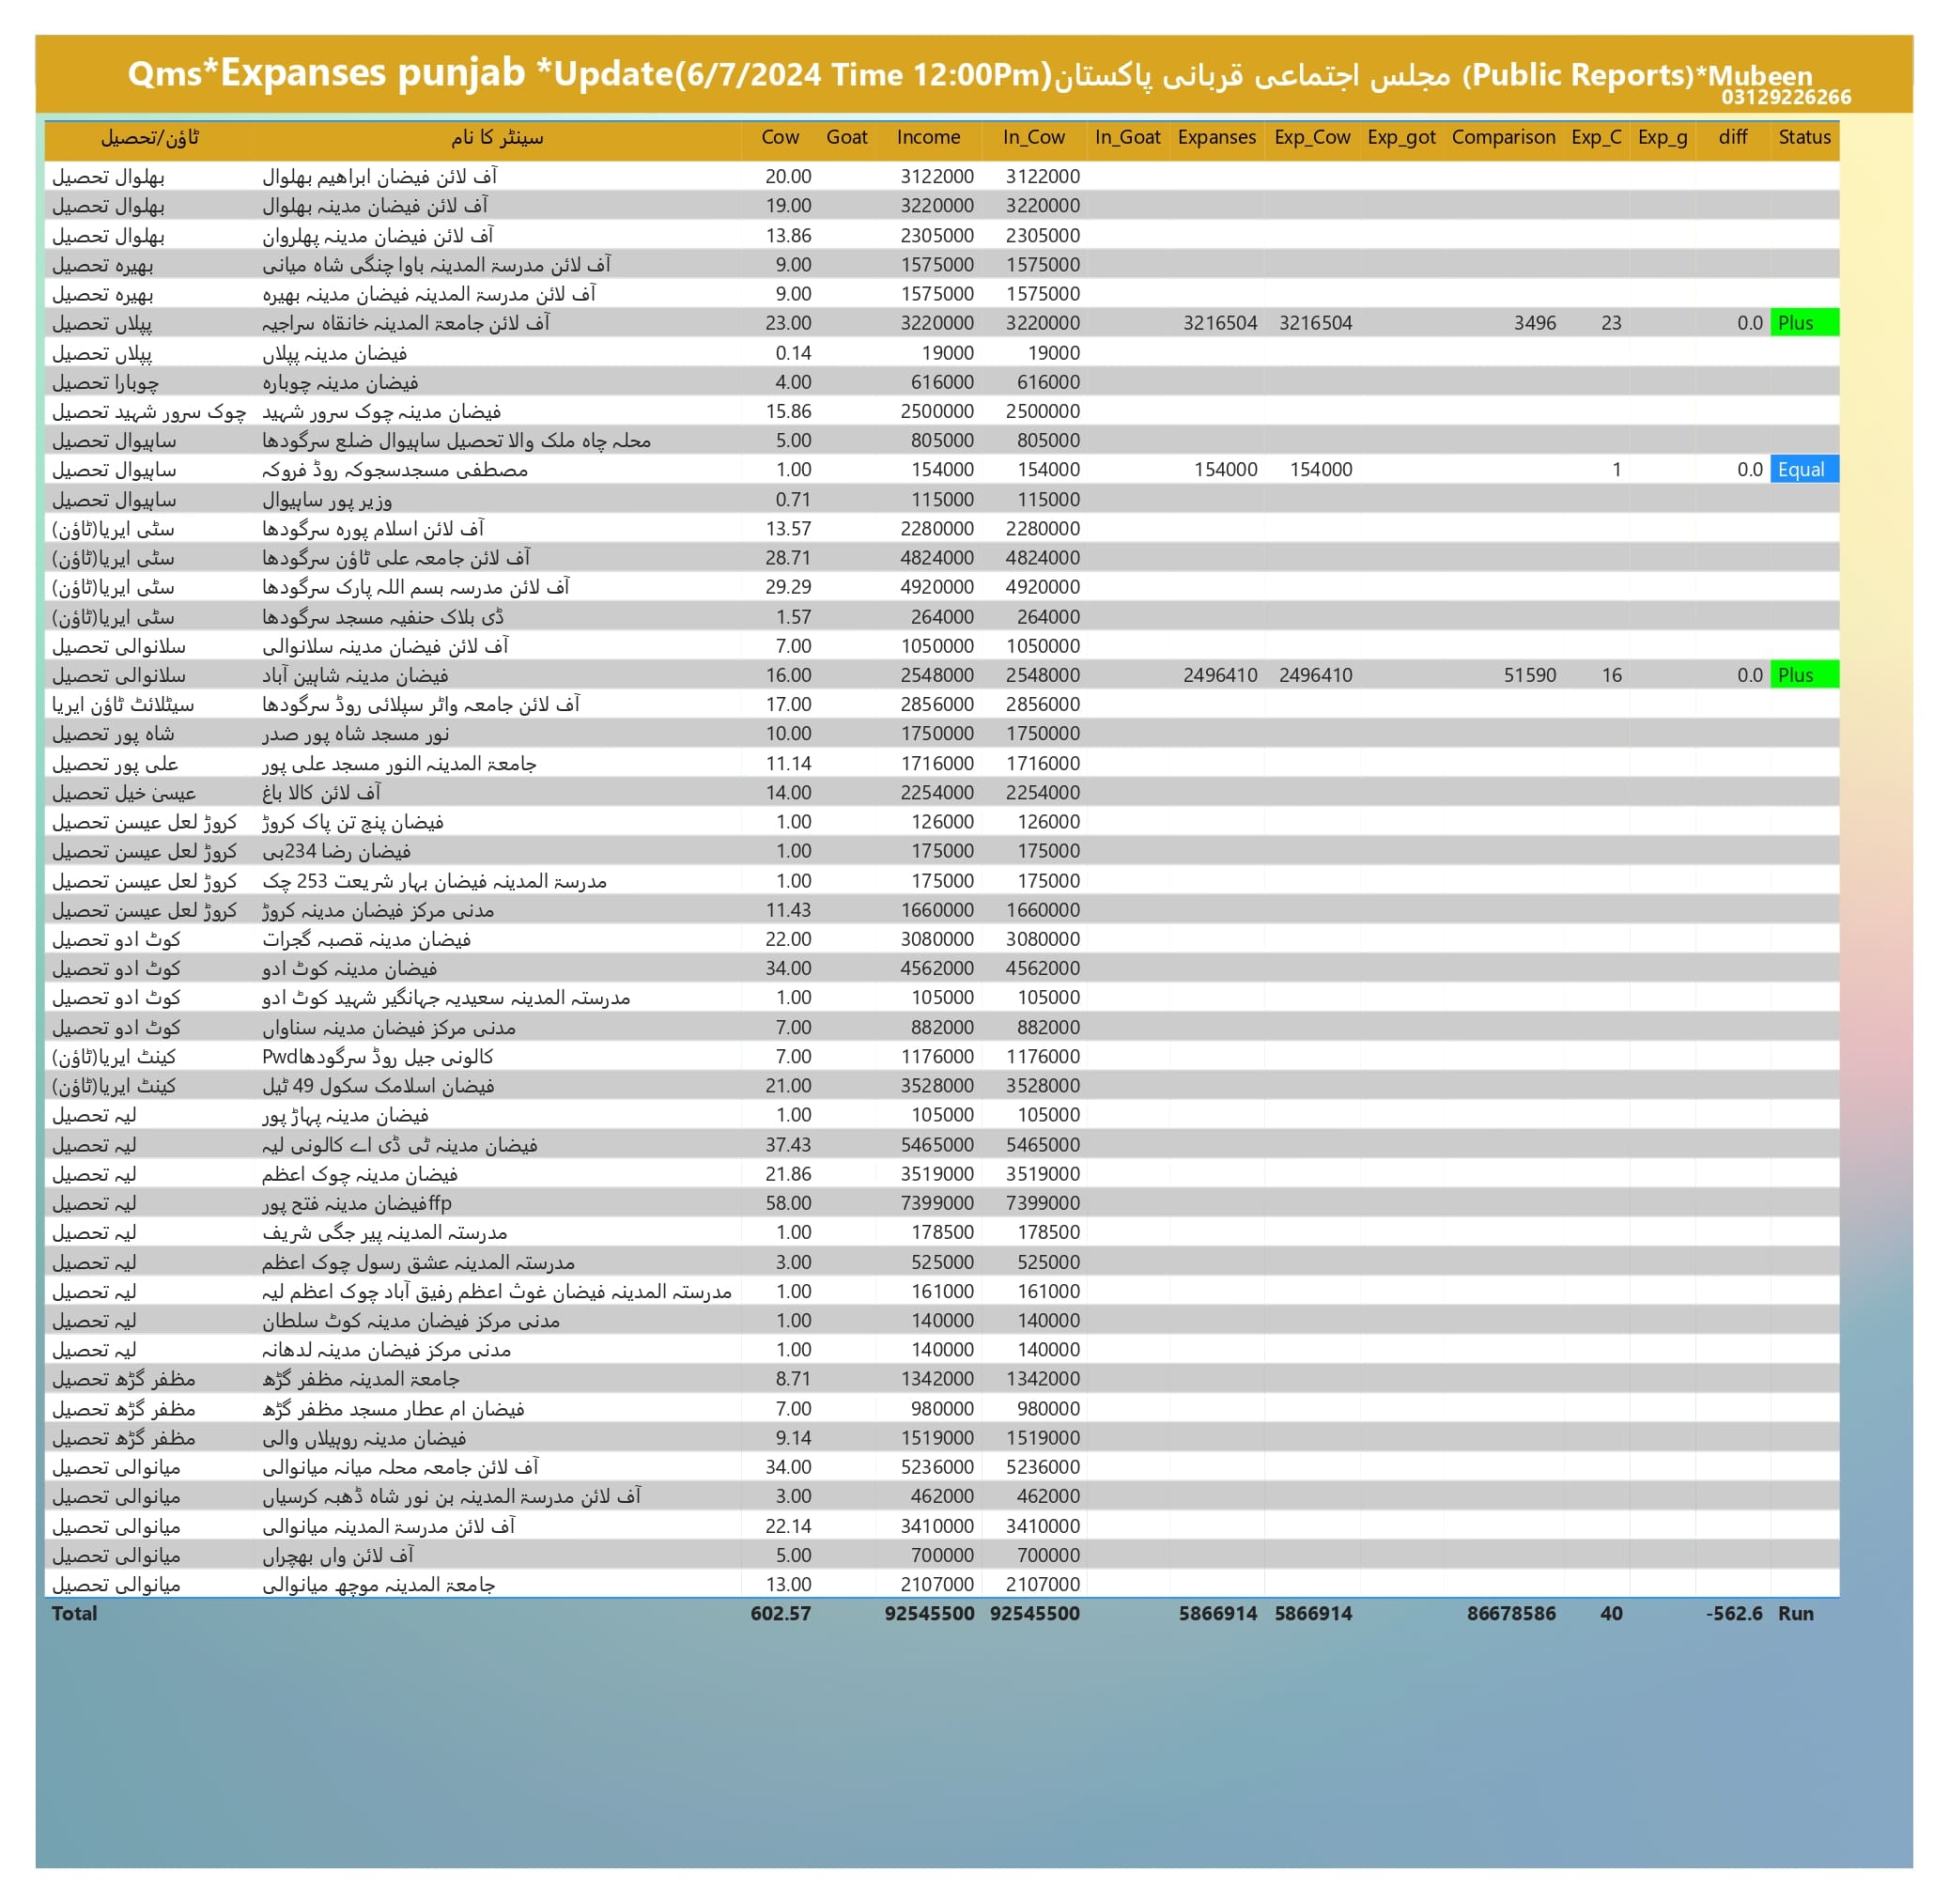 Qms*Expanses punjab *Update(6/7/2024 Time 12:00Pm)مجلس اجتماعی قربانی پاکستان (Public Reports)*Mubeen
03129226266
ٹاؤن/تحصیل سینٹر کا نام Cow Goat Income In_Cow In_Goat Expanses Exp_Cow Exp_got Comparison Exp_C Exp_g diff Status
بھلوال تحصیل آف لائن فیضان ابراھیم بھلوال 20.00 3122000 3122000
بھلوال تحصیل آف لائن فیضان مدینہ بھلوال 19.00 3220000 3220000
بھلوال تحصیل آف لائن فیضان مدینہ پھلروان 13.86 2305000 2305000
بھیرہ تحصیل آف لائن مدرسۃ المدینہ باوا چنگی شاہ میانی 9.00 1575000 1575000
بھیرہ تحصیل آف لائن مدرسۃ المدینہ فیضان مدینہ بھیرہ 9.00 1575000 1575000
پپلاں تحصیل آف لائن جامعۃ المدینہ خانقاہ سراجیہ 23.00 3220000 3220000 3216504 3216504 3496 23 0.0 Plus
پپلاں تحصیل فیضان مدینہ پپلاں 0.14 19000 19000
چوبارا تحصیل فیضان مدینہ چوبارہ 4.00 616000 616000
چوک سرور شہید تحصیل فیضان مدینہ چوک سرور شہید 15.86 2500000 2500000
ساہیوال تحصیل محلہ چاہ ملک والا تحصیل ساہیوال ضلع سرگودھا 5.00 805000 805000
ساہیوال تحصیل مصطفی مسجدسجوکہ روڈ فروکہ 1.00 154000 154000 154000 154000 1 0.0 Equal
ساہیوال تحصیل وزیر پور ساہیوال 0.71 115000 115000
سٹی ایریا(ٹاؤن) آف لائن اسلام پورہ سرگودھا 13.57 2280000 2280000
سٹی ایریا(ٹاؤن) آف لائن جامعہ علی ٹاؤن سرگودھا 28.71 4824000 4824000
سٹی ایریا(ٹاؤن) آف لائن مدرسہ بسم اللہ پارک سرگودھا 29.29 4920000 4920000
سٹی ایریا(ٹاؤن) ڈی بلاک حنفیہ مسجد سرگودھا 1.57 264000 264000
سلانوالی تحصیل آف لائن فیضان مدینہ سلانوالی 7.00 1050000 1050000
سلانوالی تحصیل فیضان مدینہ شاہین آباد 16.00 2548000 2548000 2496410 2496410 51590 16 0.0 Plus
سیٹلائٹ ٹاؤن ایریا آف لائن جامعہ واٹر سپلائی روڈ سرگودھا 17.00 2856000 2856000
شاہ پور تحصیل نور مسجد شاہ پور صدر 10.00 1750000 1750000
علی پور تحصیل جامعۃ المدینہ النور مسجد علی پور 11.14 1716000 1716000
عیسیٰ خیل تحصیل آف لائن کالا باغ 14.00 2254000 2254000
کروڑ لعل عیسن تحصیل فیضان پنج تن پاک کروڑ 1.00 126000 126000
کروڑ لعل عیسن تحصیل فیضان رضا 234بی 1.00 175000 175000
کروڑ لعل عیسن تحصیل مدرسۃ المدینہ فیضان بہار شریعت 253 چک 1.00 175000 175000
کروڑ لعل عیسن تحصیل مدنی مرکز فیضان مدینہ کروڑ 11.43 1660000 1660000
کوٹ ادو تحصیل فیضان مدینہ قصبہ گجرات 22.00 3080000 3080000
کوٹ ادو تحصیل فیضان مدینہ کوٹ ادو 34.00 4562000 4562000
کوٹ ادو تحصیل مدرستہ المدینہ سعیدیہ جہانگیر شہید کوٹ ادو 1.00 105000 105000
کوٹ ادو تحصیل مدنی مرکز فیضان مدینہ سناواں 7.00 882000 882000
کینٹ ایریا(ٹاؤن) Pwdکالونی جیل روڈ سرگودھا 7.00 1176000 1176000
کینٹ ایریا(ٹاؤن) فیضان اسلامک سکول 49 ٹیل 21.00 3528000 3528000
لیہ تحصیل فیضان مدینہ پہاڑ پور 1.00 105000 105000
لیہ تحصیل فیضان مدینہ ٹی ڈی اے کالونی لیہ 37.43 5465000 5465000
لیہ تحصیل فیضان مدینہ چوک اعظم 21.86 3519000 3519000
لیہ تحصیل ffpفیضان مدینہ فتح پور 58.00 7399000 7399000
لیہ تحصیل مدرستہ المدینہ پیر جگی شریف 1.00 178500 178500
لیہ تحصیل مدرستہ المدینہ عشق رسول چوک اعظم 3.00 525000 525000
لیہ تحصیل مدرستہ المدینہ فیضان غوث اعظم رفیق آباد چوک اعظم لیہ 1.00 161000 161000
لیہ تحصیل مدنی مرکز فیضان مدینہ کوٹ سلطان 1.00 140000 140000
لیہ تحصیل مدنی مرکز فیضان مدینہ لدھانہ 1.00 140000 140000
مظفر گڑھ تحصیل جامعۃ المدینہ مظفر گڑھ 8.71 1342000 1342000
مظفر گڑھ تحصیل فیضان ام عطار مسجد مظفر گڑھ 7.00 980000 980000
مظفر گڑھ تحصیل فیضان مدینہ روہیلاں والی 9.14 1519000 1519000
میانوالی تحصیل آف لائن جامعہ محلہ میانہ میانوالی 34.00 5236000 5236000
میانوالی تحصیل آف لائن مدرسۃ المدینہ بن نور شاہ ڈھبہ کرسیاں 3.00 462000 462000
میانوالی تحصیل آف لائن مدرسۃ المدینہ میانوالی 22.14 3410000 3410000
میانوالی تحصیل آف لائن واں بھچراں 5.00 700000 700000
میانوالی تحصیل جامعۃ المدینہ موچھ میانوالی 13.00 2107000 2107000
Total 602.57 92545500 92545500 5866914 5866914 86678586 40 -562.6 Run